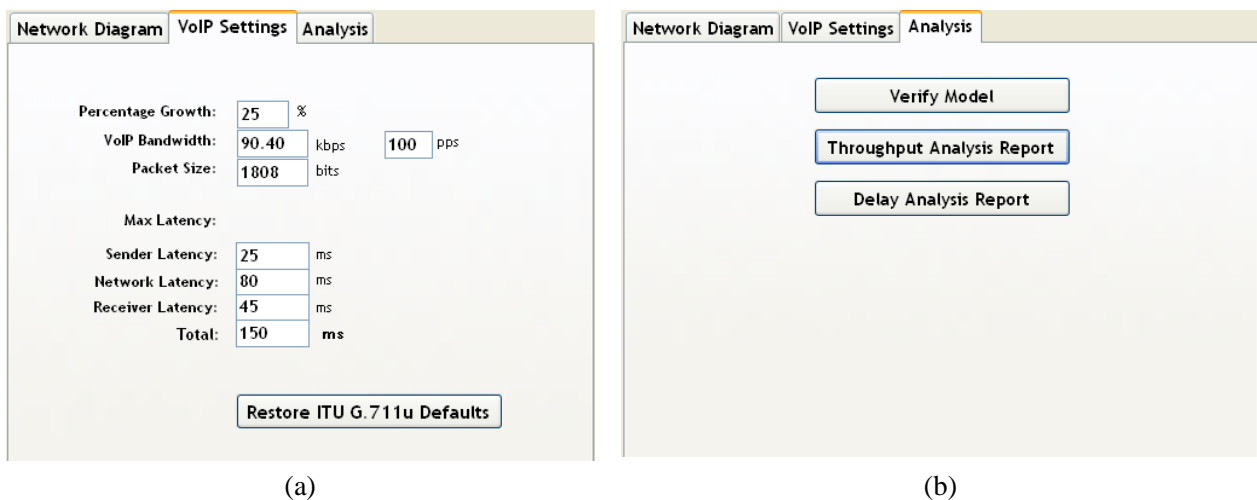 Network Diagram VoIP Settings Analysis
Percentage Growth: 25 %
VoIP Bandwidth: 90.40 kbps 100 pps
Packet Size: 1808 bits
Max Latency:
Sender Latency: 25 ms
Network Latency: 80 ms
Receiver Latency: 45 ms
Total: 150 ms
Restore ITU G.711u Defaults
(a)
Network Diagram VoIP Settings Analysis
Verify Model
Throughput Analysis Report
Delay Analysis Report
(b)